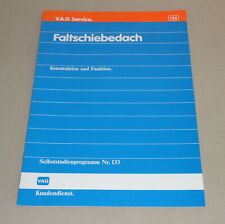 V.A.G Service.
133
Faltschiebedach
Konstruktion und Funktion.
Selbststudienprogramm Nr. 133
V.A.G
Kundendienst.